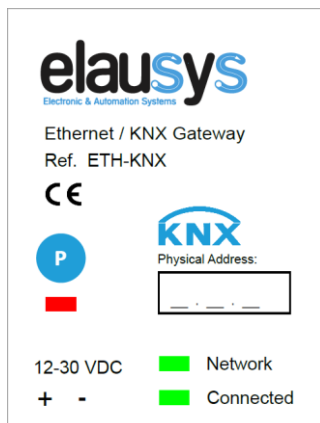 elausys
Electronic & Automation Systems
Ethernet / KNX Gateway
Ref. ETH-KNX
CE
P
KNX
Physical Address:
__ . __ . __
12-30 VDC
+ -
Network
Connected